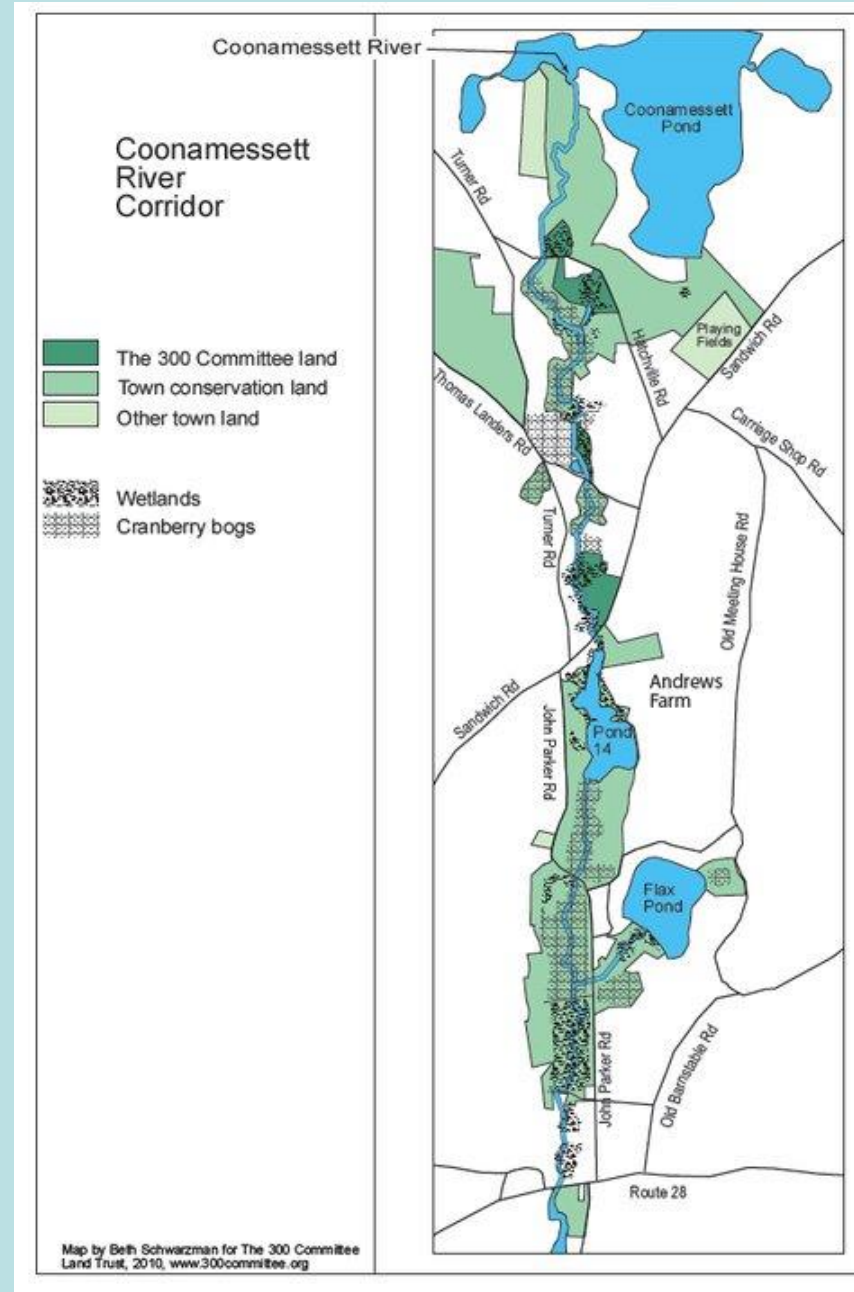 Coonamessett River
Coonamessett
River
Corridor
The 300 Committee land
Town conservation land
Other town land
Wetlands
Cranberry bogs
Map by Beth Schwarzman for The 300 Committee
Land Trust, 2010, www.300committee.org
Coonamessett
Pond
Turner Rd
Hatchville Rd
Playing
Fields
Sandwich Rd
Thomas Landers Rd
Carriage Shop Rd
Turner Rd
Old Meeting House Rd
Sandwich Rd
John Parker Rd
Andrews
Farm
Pond
14
Flax
Pond
John Parker Rd
Old Barnstable Rd
Route 28